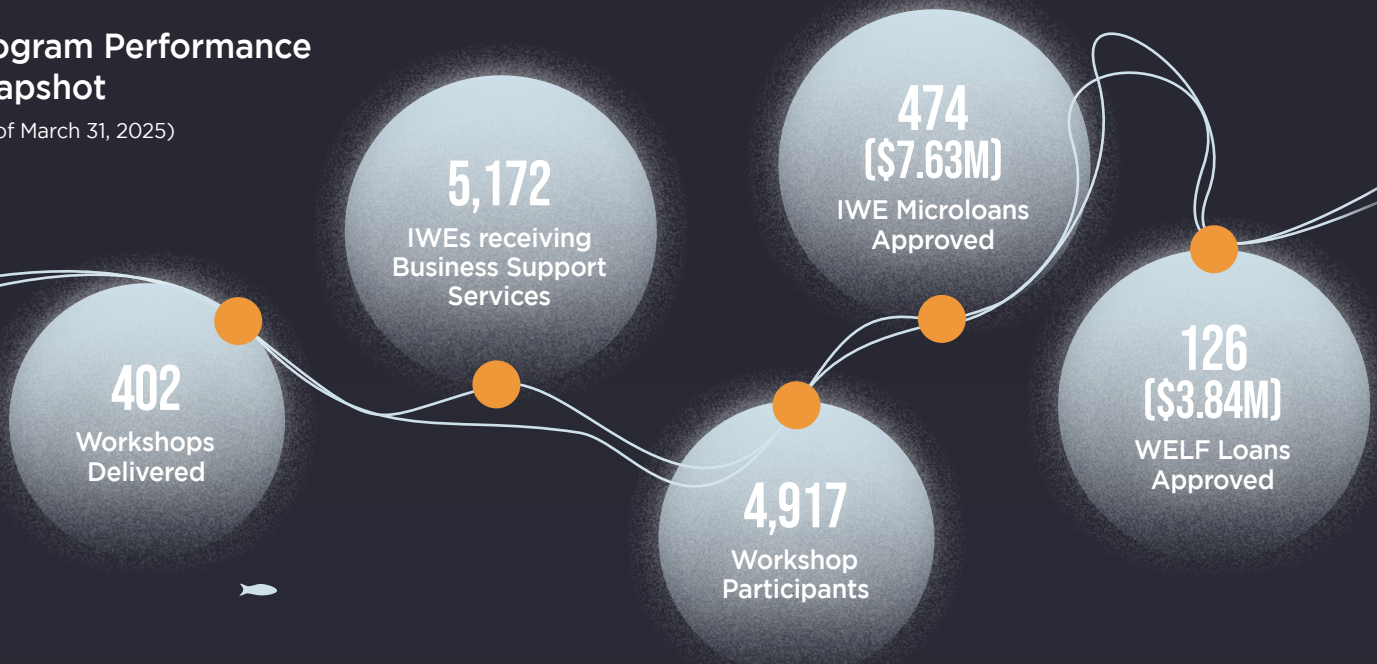 ogram Performance
apshot
of March 31, 2025)
402
Workshops
Delivered
5,172
IWEs receiving
Business Support
Services
4,917
Workshop
Participants
474
($7.63M)
IWE Microloans
Approved
126
($3.84M)
WELF Loans
Approved